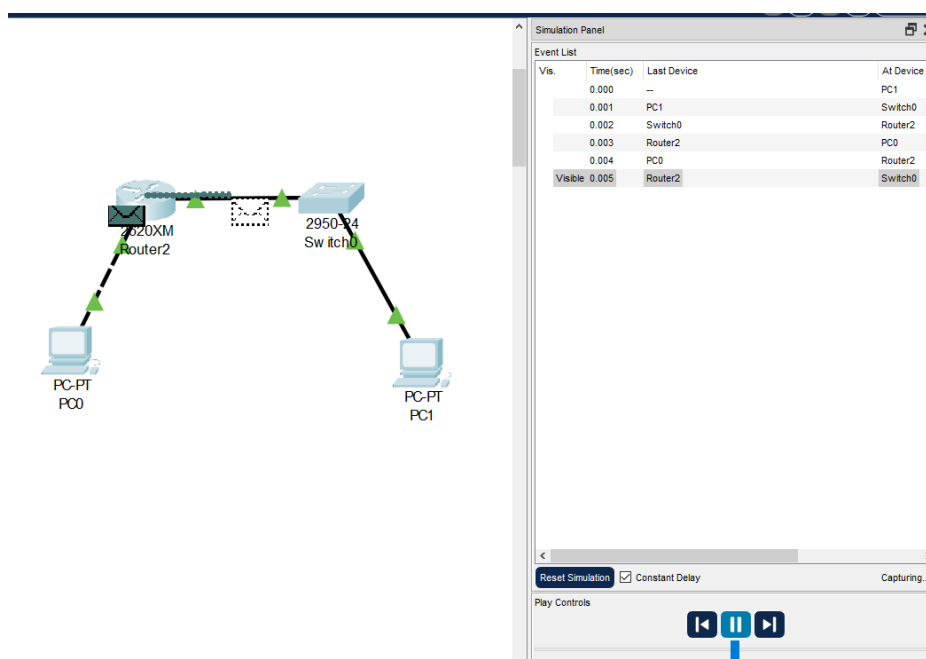 Simulation Panel
Event List
Vis. Time(sec) Last Device At Device
0.000 -- PC1
0.001 PC1 Switch0
0.002 Switch0 Router2
0.003 Router2 PC0
0.004 PC0 Router2
Visible 0.005 Router2 Switch0
2620XM
Router2
2950-24
Switch0
PC-PT
PC0
PC-PT
PC1
Reset Simulation Constant Delay Capturing..
Play Controls